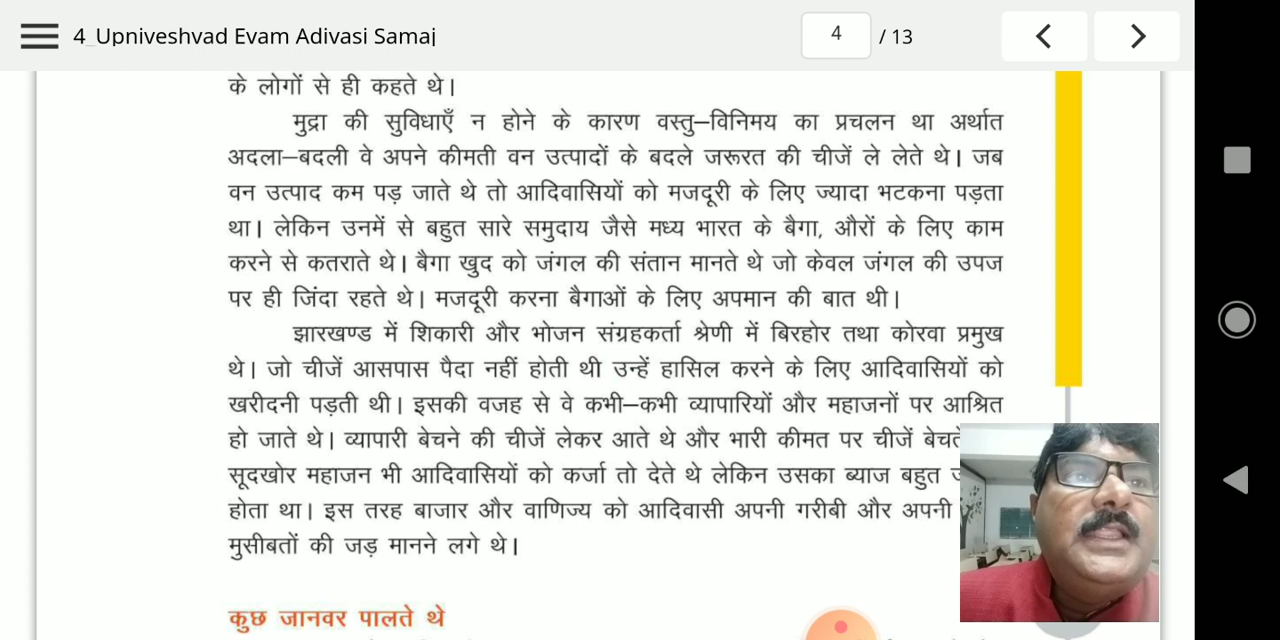 4_Upniveshvad Evam Adivasi Samaj
4 / 13
के लोगों से ही कहते थे।
मुद्रा की सुविधाएँ न होने के कारण वस्तु–विनिमय का प्रचलन था अर्थात
अदला–बदली वे अपने कीमती वन उत्पादों के बदले जरूरत की चीजें ले लेते थे। जब
वन उत्पाद कम पड़ जाते थे तो आदिवासियों को मजदूरी के लिए ज्यादा भटकना पड़ता
था। लेकिन उनमें से बहुत सारे समुदाय जैसे मध्य भारत के बैगा, औरों के लिए काम
करने से कतराते थे। बैगा खुद को जंगल की संतान मानते थे जो केवल जंगल की उपज
पर ही जिंदा रहते थे। मजदूरी करना बैगाओं के लिए अपमान की बात थी।
झारखण्ड में शिकारी और भोजन संग्रहकर्ता श्रेणी में बिरहोर तथा कोरवा प्रमुख
थे। जो चीजें आसपास पैदा नहीं होती थी उन्हें हासिल करने के लिए आदिवासियों को
खरीदनी पड़ती थी। इसकी वजह से वे कभी–कभी व्यापारियों और महाजनों पर आश्रित
हो जाते थे। व्यापारी बेचने की चीजें लेकर आते थे और भारी कीमत पर चीजें बेचते
सूदखोर महाजन भी आदिवासियों को कर्जा तो देते थे लेकिन उसका ब्याज बहुत
होता था। इस तरह बाजार और वाणिज्य को आदिवासी अपनी गरीबी और अपनी
मुसीबतों की जड़ मानने लगे थे।
कुछ जानवर पालते थे